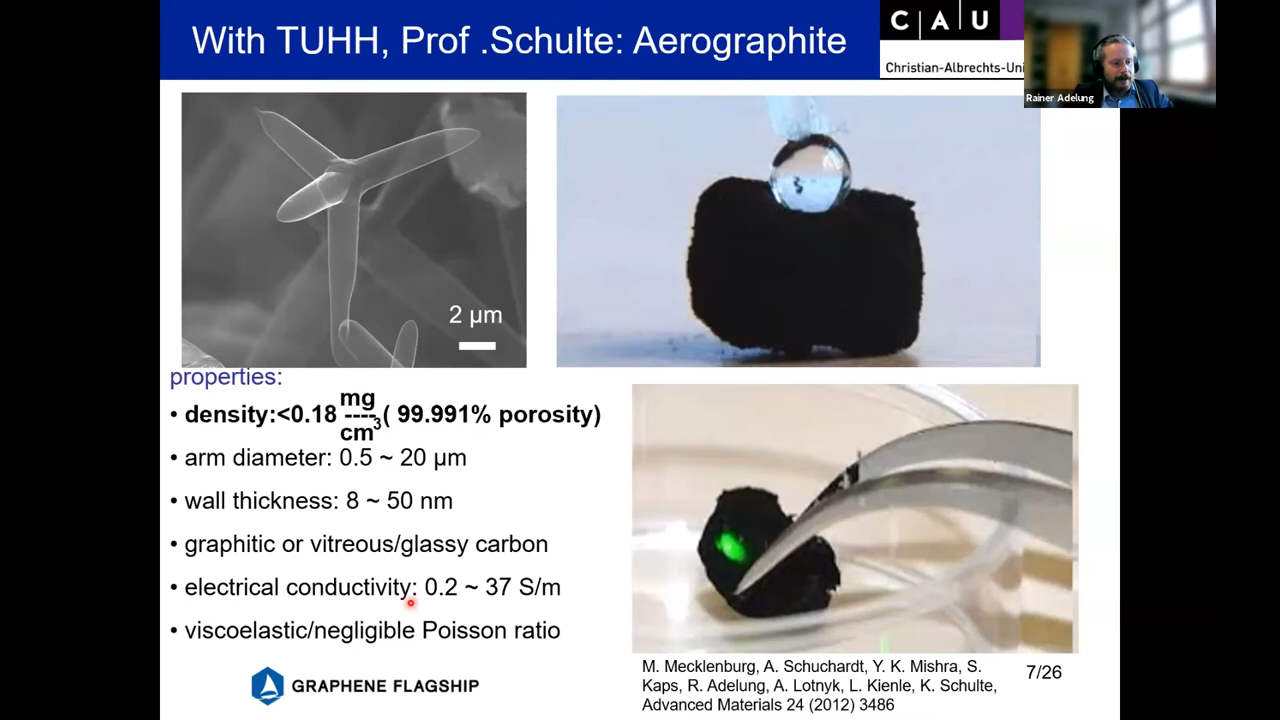 With TUHH, Prof .Schulte: Aerographite
CAU
Christian-Albrechts-Uni
Rainer Adelung
2 µm
properties:
• density:<0.18 mg ---- cm3 ( 99.991% porosity)
• arm diameter: 0.5 ~ 20 µm
• wall thickness: 8 ~ 50 nm
• graphitic or vitreous/glassy carbon
• electrical conductivity: 0.2 ~ 37 S/m
• viscoelastic/negligible Poisson ratio
GRAPHENE FLAGSHIP
M. Mecklenburg, A. Schuchardt, Y. K. Mishra, S.
Kaps, R. Adelung, A. Lotnyk, L. Kienle, K. Schulte,
Advanced Materials 24 (2012) 3486
7/26